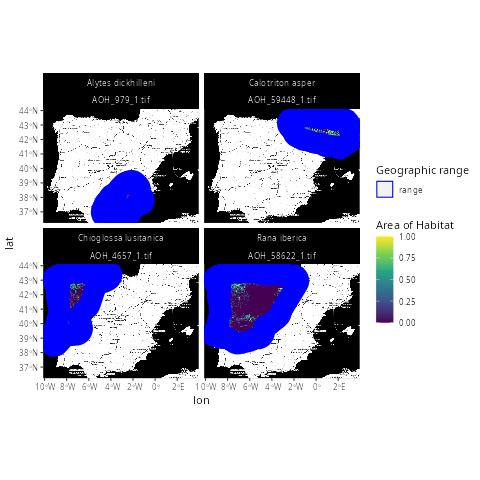 Alytes dickhilleni
Calotriton asper
AOH_979_1.tif
AOH_59448_1.tif
44°N
43°N
42°N
41°N
40°N
39°N
38°N
37°N
Chioglossa lusitanica
Rana iberica
AOH_4657_1.tif
AOH_58622_1.tif
44°N
43°N
42°N
41°N
40°N
39°N
38°N
37°N
10°W 8°W 6°W 4°W 2°W 0° 2°E 10°W 8°W 6°W 4°W 2°W 0° 2°E
lon
lat
Geographic range
range
Area of Habitat
1.00
0.75
0.50
0.25
0.00